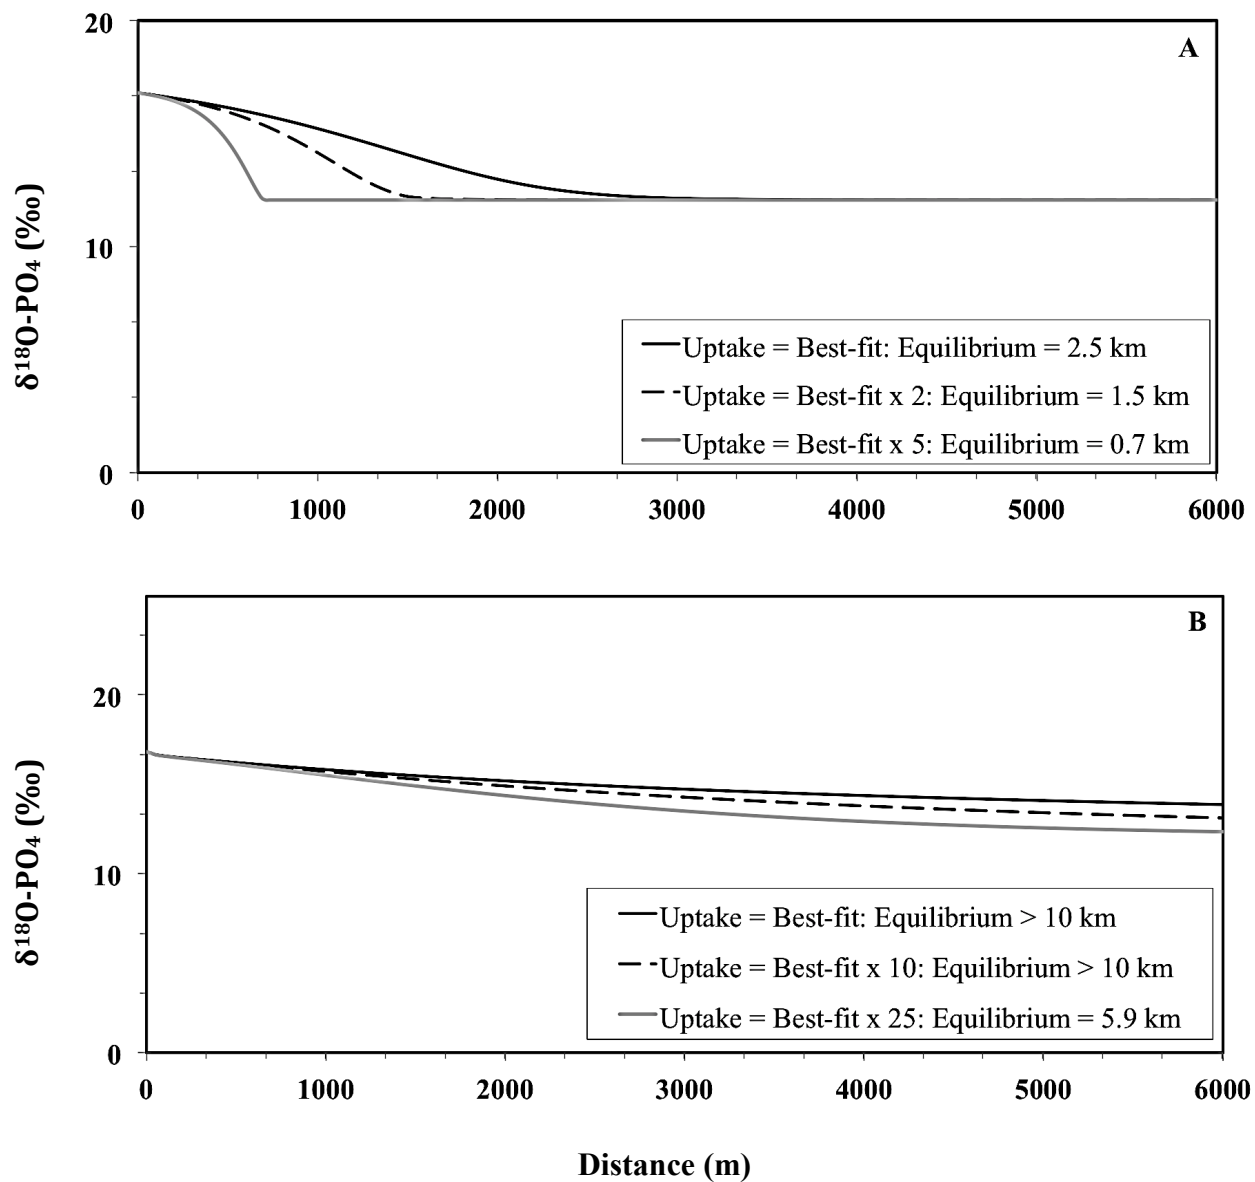 20
A
10
0
δ¹⁸O-PO₄ (‰)
Uptake = Best-fit: Equilibrium = 2.5 km
Uptake = Best-fit x 2: Equilibrium = 1.5 km
Uptake = Best-fit x 5: Equilibrium = 0.7 km
0 1000 2000 3000 4000 5000 6000
B
20
10
0
δ¹⁸O-PO₄ (‰)
Uptake = Best-fit: Equilibrium > 10 km
Uptake = Best-fit x 10: Equilibrium > 10 km
Uptake = Best-fit x 25: Equilibrium = 5.9 km
0 1000 2000 3000 4000 5000 6000
Distance (m)